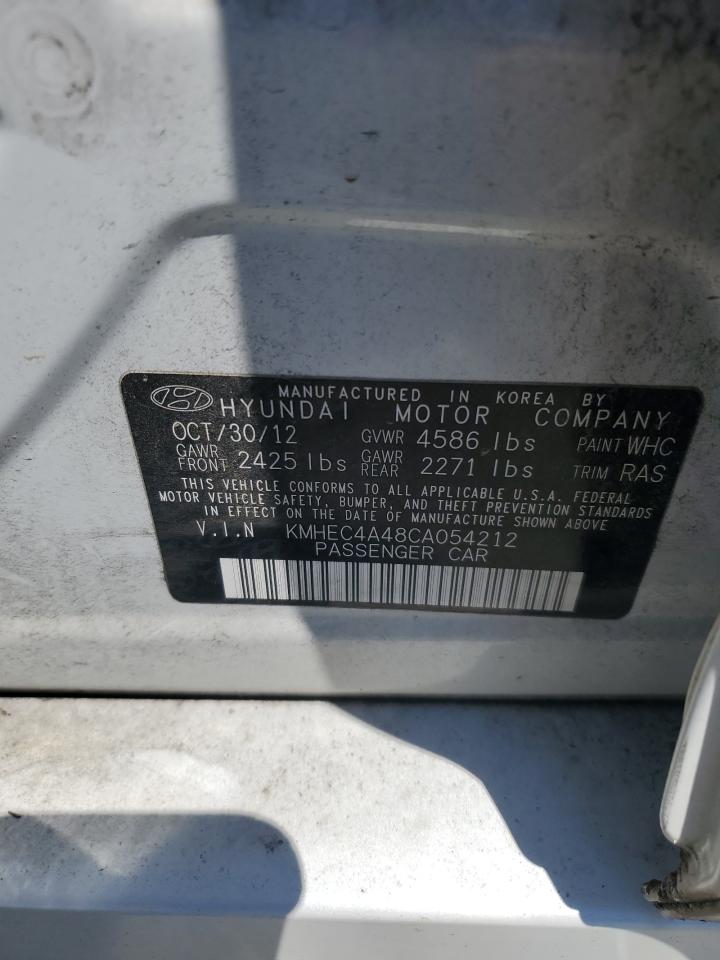 MANUFACTURED IN KOREA BY
HYUNDAI MOTOR COMPANY
OCT/30/12 GVWR 4586 lbs PAINT WHC
GAWR FRONT 2425 lbs GAWR REAR 2271 lbs TRIM RAS
THIS VEHICLE CONFORMS TO ALL APPLICABLE U.S.A. FEDERAL
MOTOR VEHICLE SAFETY, BUMPER, AND THEFT PREVENTION STANDARDS
IN EFFECT ON THE DATE OF MANUFACTURE SHOWN ABOVE
V.I.N KMHEC4A48CA054212
PASSENGER CAR